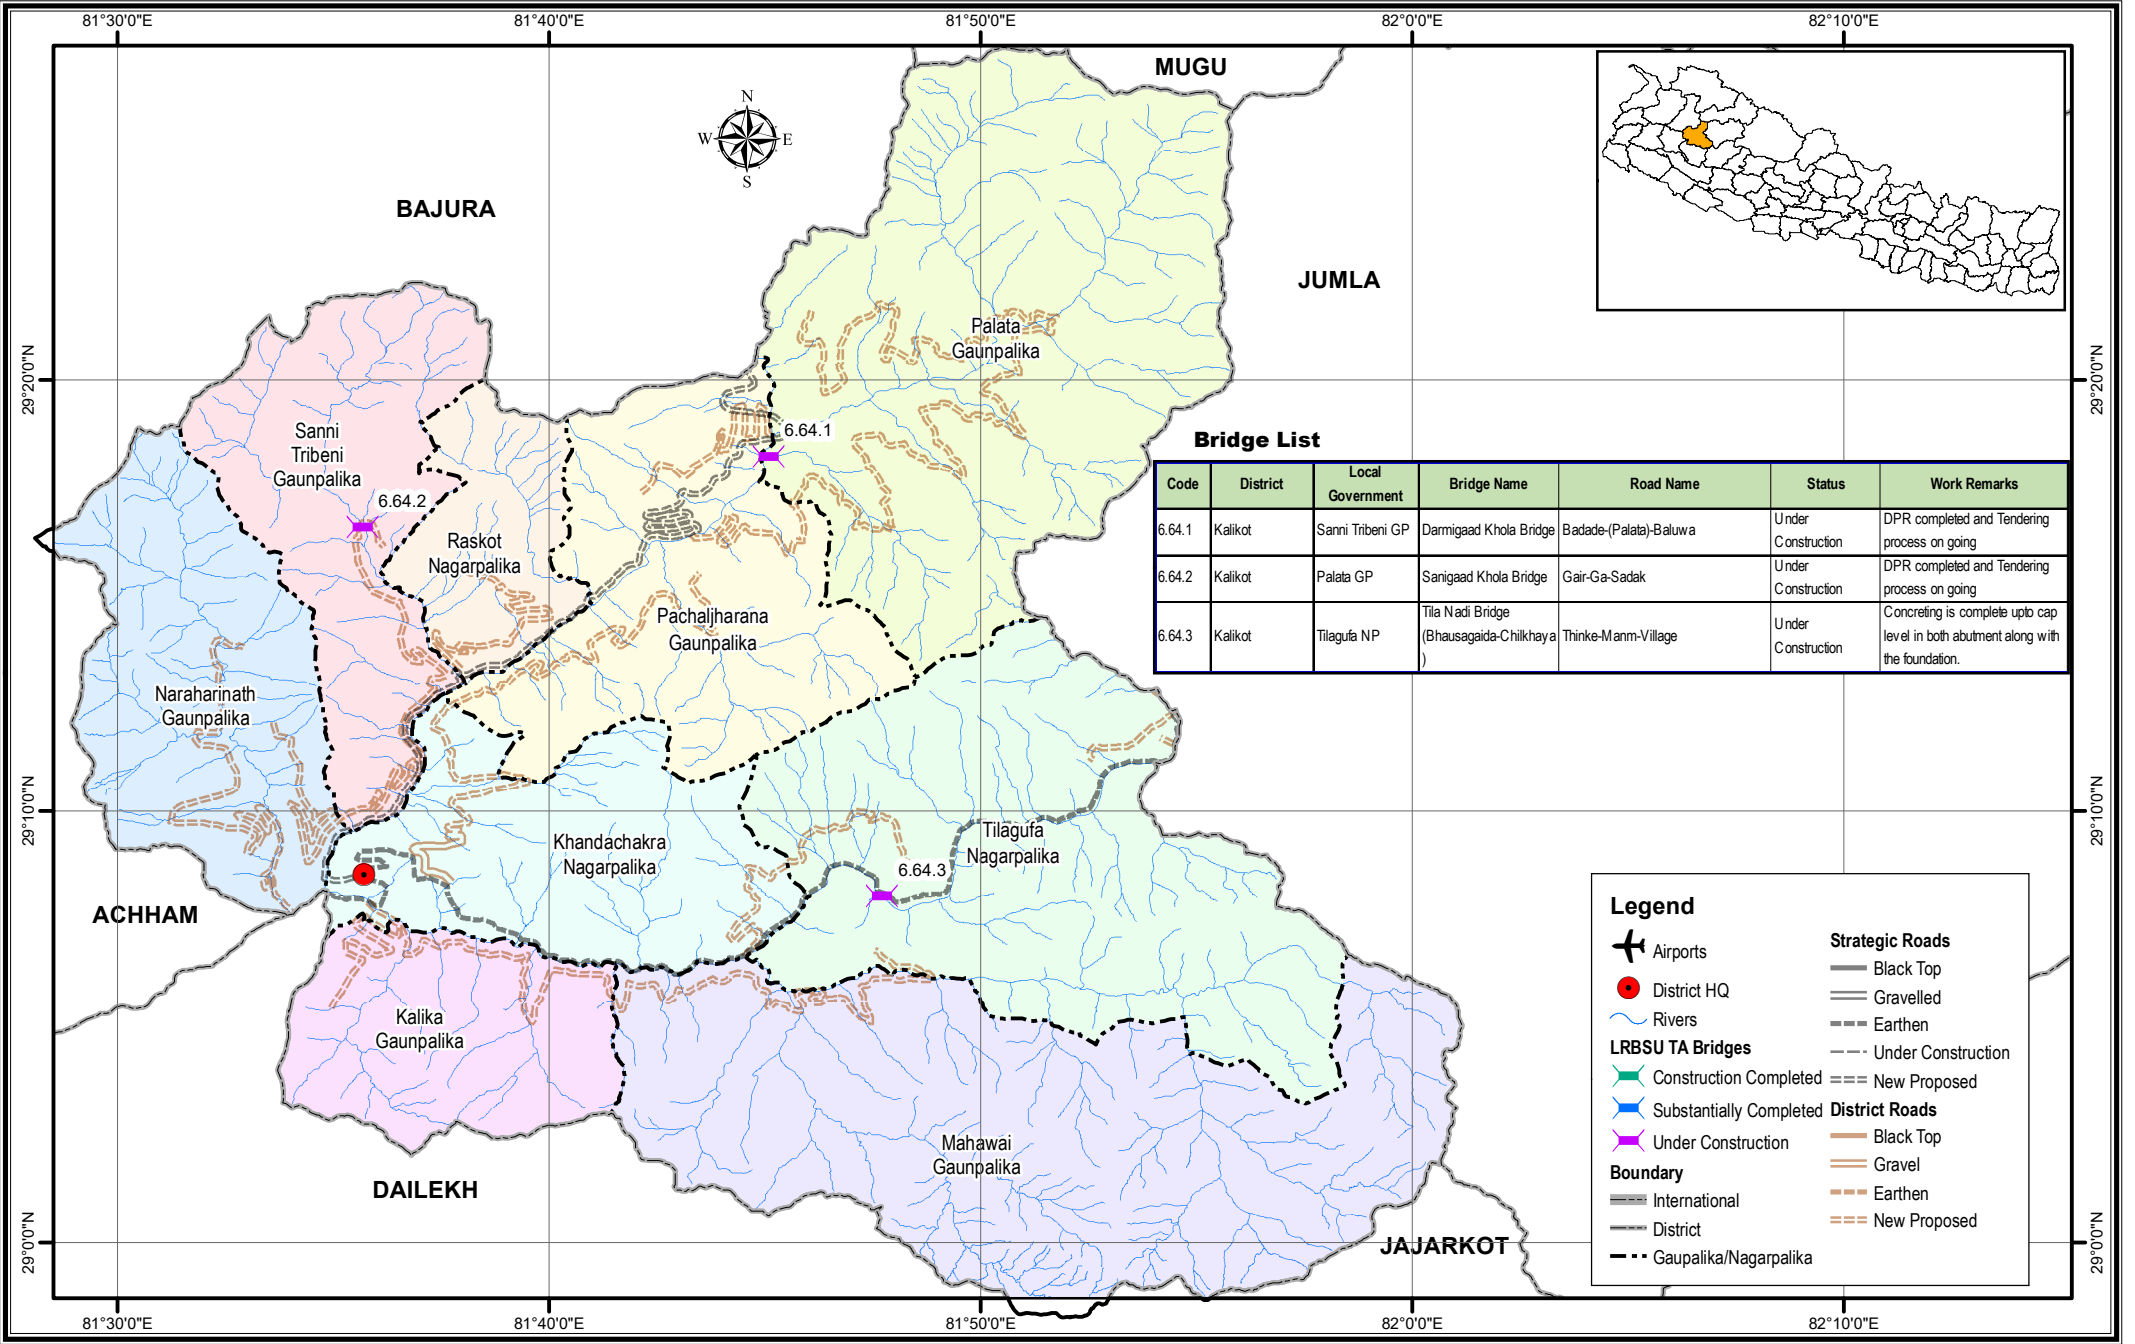 81°30'0"E
81°40'0"E
81°50'0"E
82°0'0"E
82°10'0"E
MUGU
N
W
E
S
BAJURA
JUMLA
29°20'0"N
29°20'0"N
Palata
Gaunpalika
Sanni
Tribeni
Gaunpalika
6.64.1
6.64.2
Raskot
Nagarpalika
Pachaljharana
Gaunpalika
Naraharinath
Gaunpalika
Bridge List
Code District Local Government Bridge Name Road Name Status Work Remarks
6.64.1 Kalikot Sanni Tribeni GP Darmigaad Khola Bridge Badade-(Palata)-Baluwa Under Construction DPR completed and Tendering process on going
6.64.2 Kalikot Palata GP Sanigaad Khola Bridge Gair-Ga-Sadak Under Construction DPR completed and Tendering process on going
6.64.3 Kalikot Tilagufa NP Tila Nadi Bridge (Bhausagaida-Chilkhaya ) Thinke-Manm-Village Under Construction Concreting is complete upto cap level in both abutment along with the foundation.
29°10'0"N
29°10'0"N
Khandachakra
Nagarpalika
Tilagufa
Nagarpalika
6.64.3
ACHHAM
Kalika
Gaunpalika
Mahawai
Gaunpalika
DAILEKH
JAJARKOT
29°0'0"N
29°0'0"N
Legend
Airports
District HQ
Rivers
LRBSU TA Bridges
Construction Completed
Substantially Completed
Under Construction
Boundary
International
District
Gaupalika/Nagarpalika
Strategic Roads
Black Top
Gravelled
Earthen
Under Construction
New Proposed
District Roads
Black Top
Gravel
Earthen
New Proposed
81°30'0"E
81°40'0"E
81°50'0"E
82°0'0"E
82°10'0"E